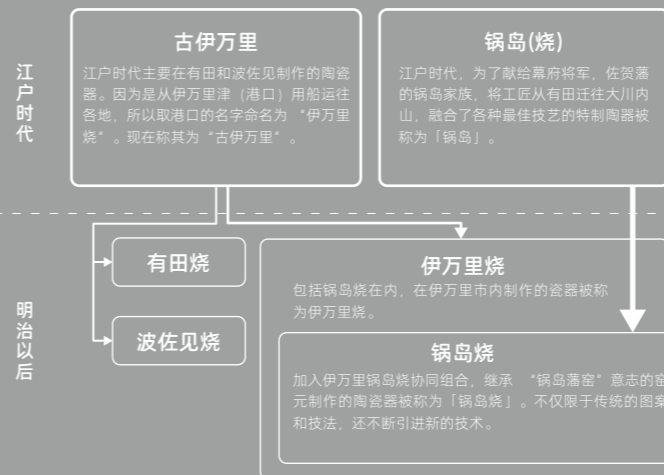 江户时代
古伊万里
江户时代主要在有田和波佐见制作的陶瓷
器。因为是从伊万里津（港口）用船运往
各地，所以取港口的名字命名为 “伊万里
烧” 。现在称其为“古伊万里” 。
锅岛(烧)
江户时代，为了献给幕府将军，佐贺藩
的锅岛家族，将工匠从有田迁往大川内
山，融合了各种最佳技艺的特制陶器被
称为「锅岛」。
明治以后
有田烧
波佐见烧
伊万里烧
包括锅岛烧在内，在伊万里市内制作的瓷器被称
为伊万里烧。
锅岛烧
加入伊万里锅岛烧协同组合，继承 “锅岛藩窑”意志的窑
元制作的陶瓷器被称为「锅岛烧」。不仅限于传统的图案
和技法，还不断引进新的技术。